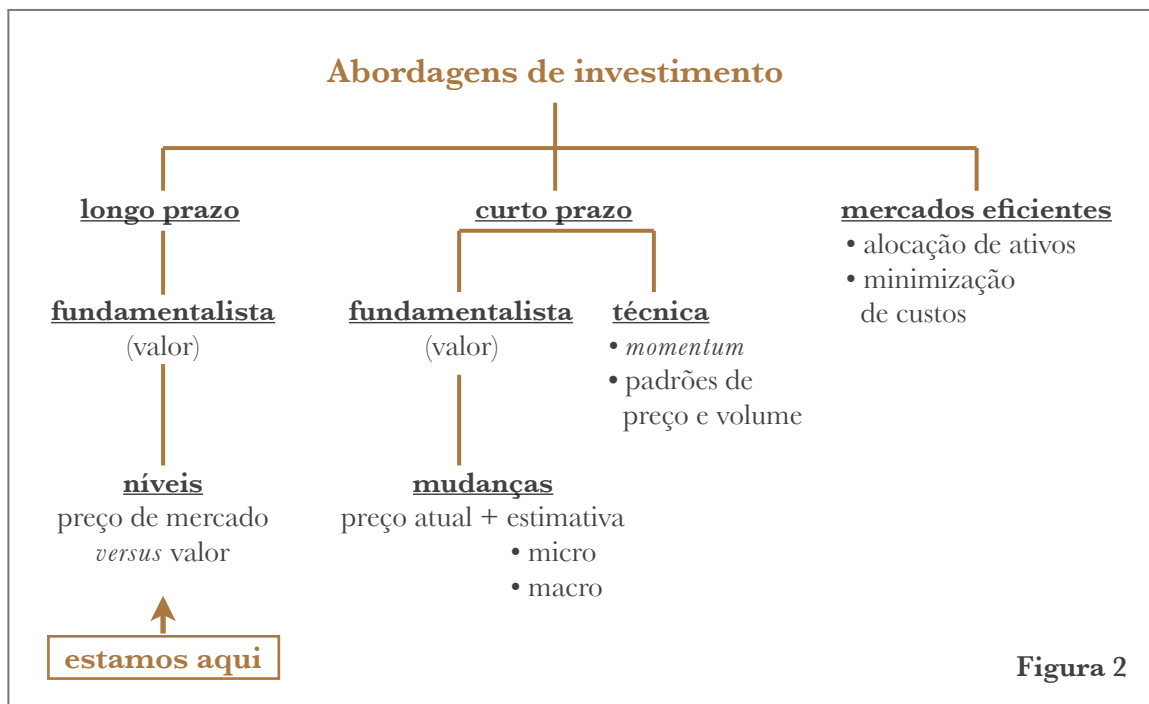 Abordagens de investimento
longo prazo
fundamentalista
(valor)
níveis
preço de mercado
versus valor
estamos aqui
curto prazo
fundamentalista
(valor)
mudanças
preço atual + estimativa
• micro
• macro
técnica
• momentum
• padrões de
preço e volume
mercados eficientes
• alocação de ativos
• minimização
de custos
Figura 2